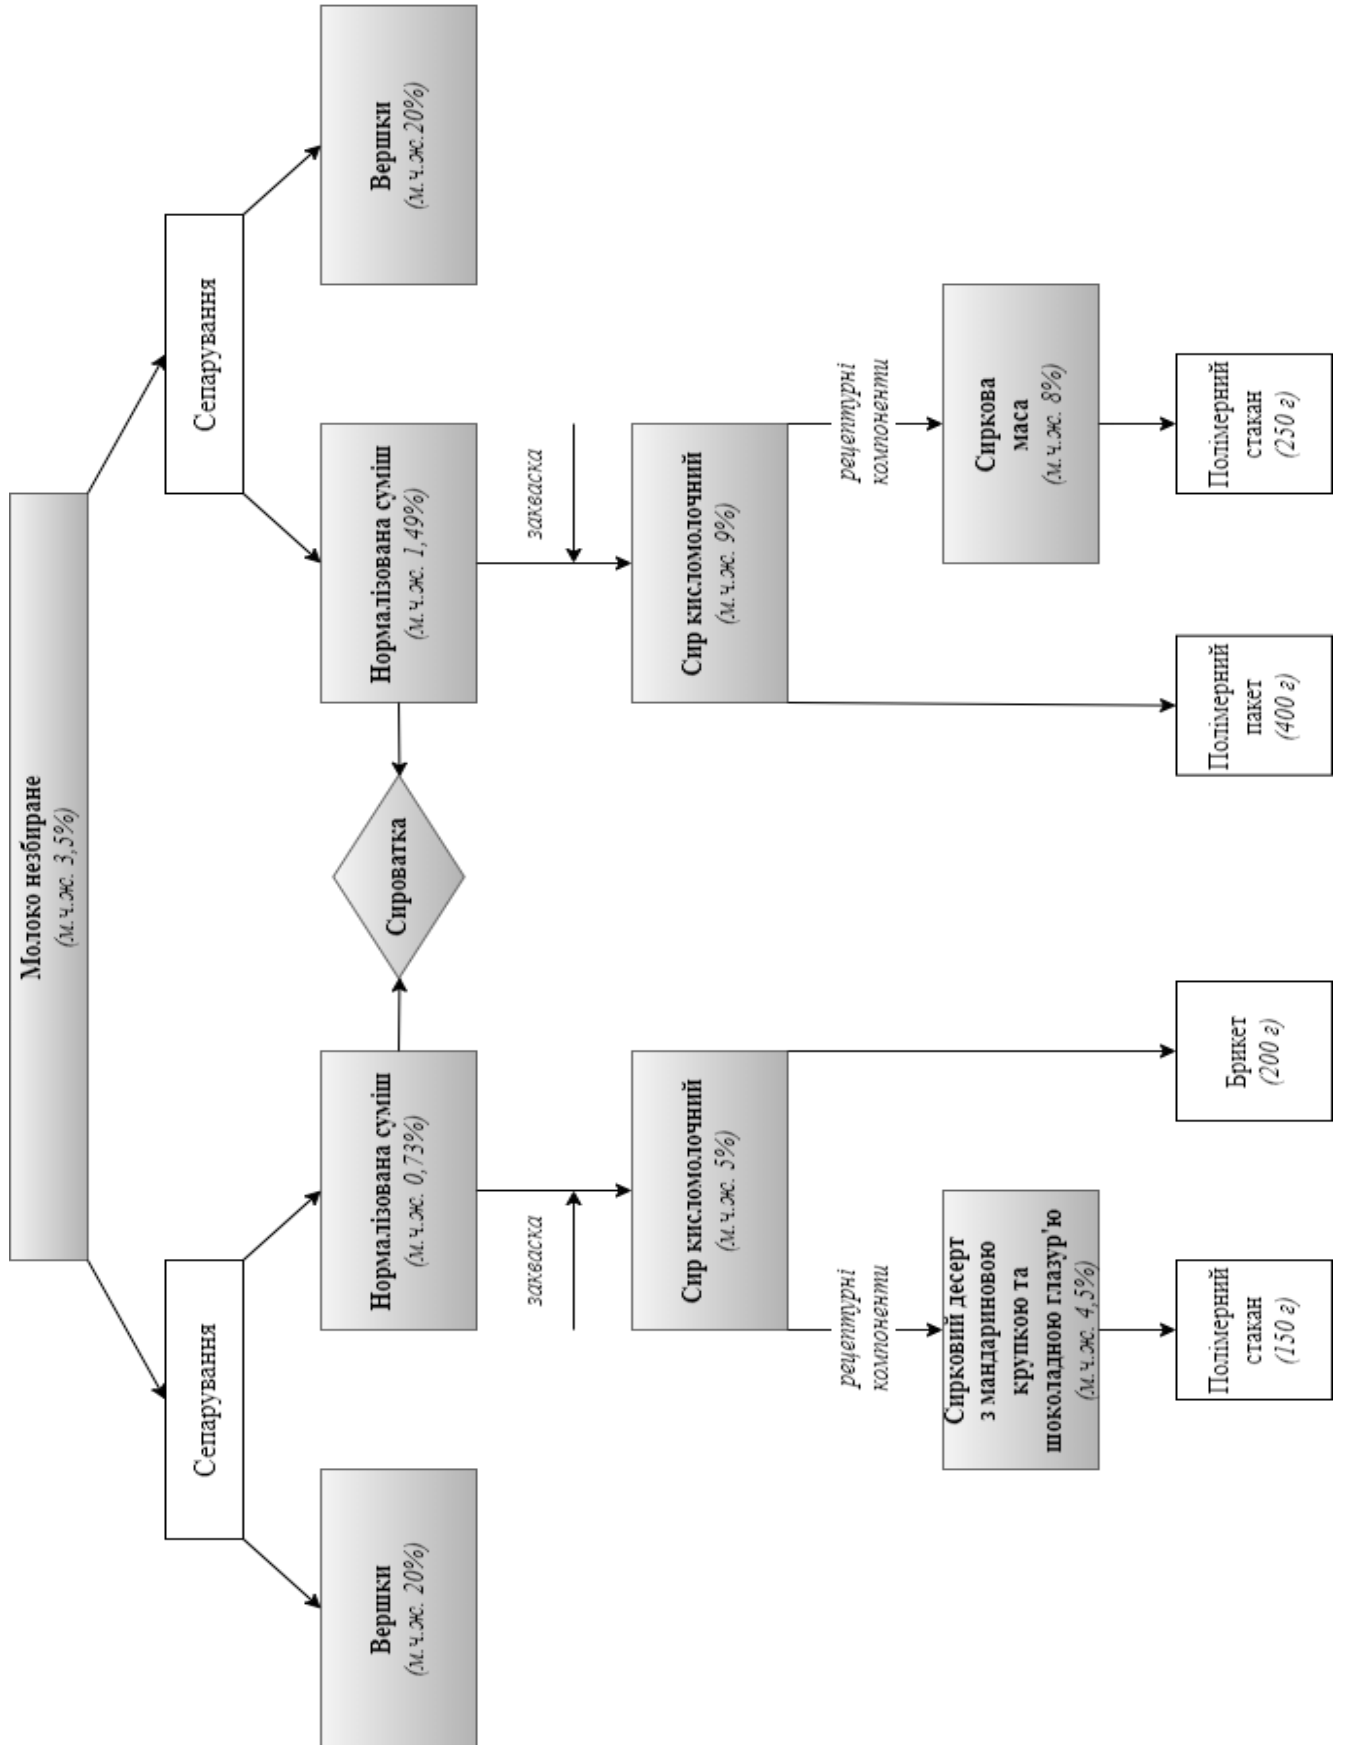 Молоко незбиране
(м.ч.ж. 3,5%)
Сепарування
Сепарування
Вершки
(м.ч.ж. 20%)
Нормалізована суміш
(м.ч.ж. 0,73%)
Сироватка
Нормалізована суміш
(м.ч.ж. 1,49%)
Вершки
(м.ч.ж.20%)
закваска
закваска
Сир кисломолочний
(м.ч.ж. 5%)
Сир кисломолочний
(м.ч.ж. 9%)
рецептурні
компоненти
рецептурні
компоненти
Сирковий десерт
з мандариновою
крупкою та
шоколадною глазур'ю
(м.ч.ж. 4,5%)
Сиркова
маса
(м.ч.ж. 8%)
Полімерний
стакан
(150 г)
Брикет
(200 г)
Полімерний
пакет
(400 г)
Полімерний
стакан
(250 г)